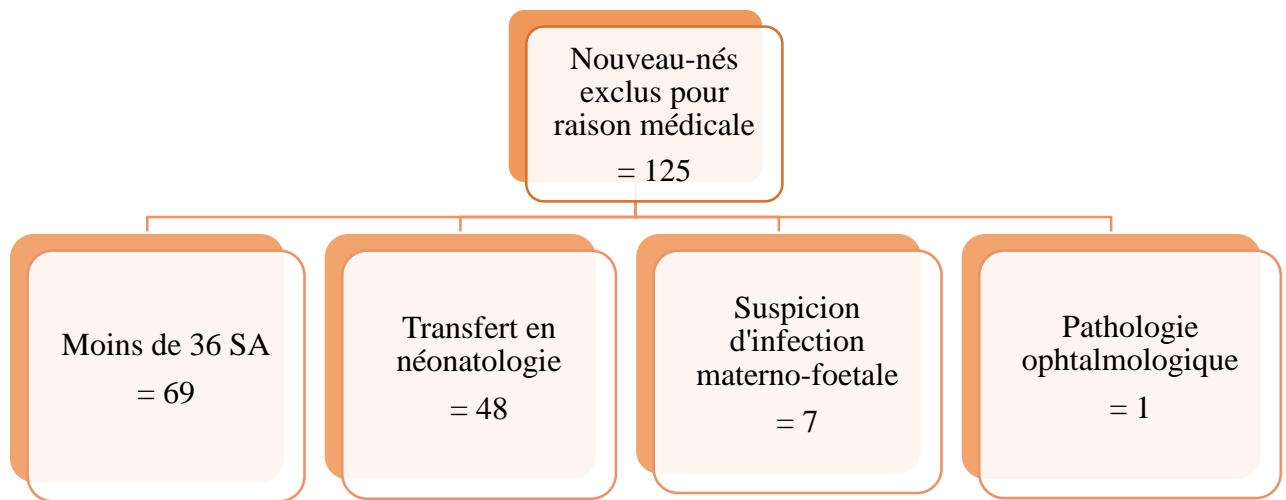 Nouveau-nés
exclus pour
raison médicale
= 125
Moins de 36 SA
= 69
Transfert en
néonatologie
= 48
Suspicion
d'infection
materno-foetale
= 7
Pathologie
ophtalmologique
= 1